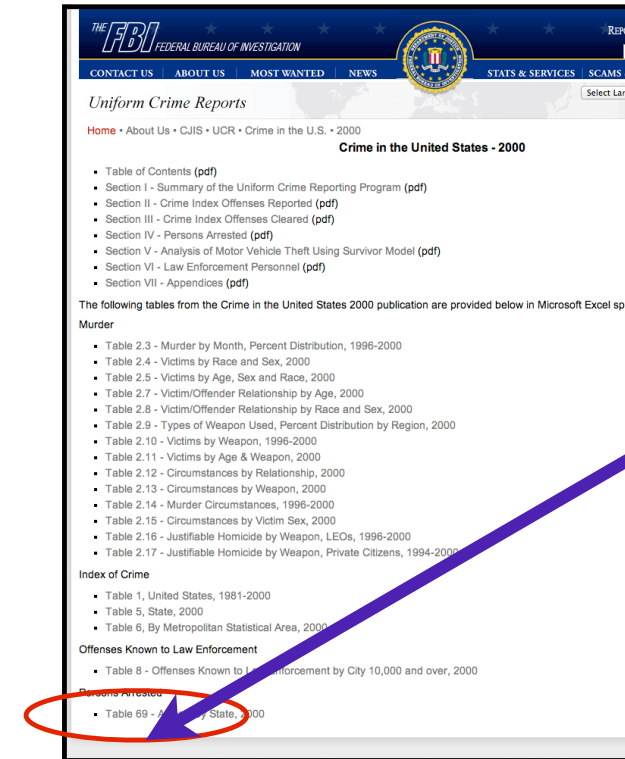 THE FBI FEDERAL BUREAU OF INVESTIGATION
CONTACT US ABOUT US MOST WANTED NEWS STATS & SERVICES SCAMS
Uniform Crime Reports
Home • About Us • CJIS • UCR • Crime in the U.S. • 2000
Crime in the United States - 2000
Table of Contents (pdf)
Section I - Summary of the Uniform Crime Reporting Program (pdf)
Section II - Crime Index Offenses Reported (pdf)
Section III - Crime Index Offenses Cleared (pdf)
Section IV - Persons Arrested (pdf)
Section V - Analysis of Motor Vehicle Theft Using Survivor Model (pdf)
Section VI - Law Enforcement Personnel (pdf)
Section VII - Appendices (pdf)
The following tables from the Crime in the United States 2000 publication are provided below in Microsoft Excel sp
Murder
Table 2.3 - Murder by Month, Percent Distribution, 1996-2000
Table 2.4 - Victims by Race and Sex, 2000
Table 2.5 - Victims by Age, Sex and Race, 2000
Table 2.7 - Victim/Offender Relationship by Age, 2000
Table 2.8 - Victim/Offender Relationship by Race and Sex, 2000
Table 2.9 - Types of Weapon Used, Percent Distribution by Region, 2000
Table 2.10 - Victims by Weapon, 1996-2000
Table 2.11 - Victims by Age & Weapon, 2000
Table 2.12 - Circumstances by Relationship, 2000
Table 2.13 - Circumstances by Weapon, 2000
Table 2.14 - Murder Circumstances, 1996-2000
Table 2.15 - Circumstances by Victim Sex, 2000
Table 2.16 - Justifiable Homicide by Weapon, LEOs, 1996-2000
Table 2.17 - Justifiable Homicide by Weapon, Private Citizens, 1994-2000
Index of Crime
Table 1, United States, 1981-2000
Table 5, State, 2000
Table 6, By Metropolitan Statistical Area, 2000
Offenses Known to Law Enforcement
Table 8 - Offenses Known to Law Enforcement by City 10,000 and over, 2000
Persons Arrested
Table 69 - by State, 2000